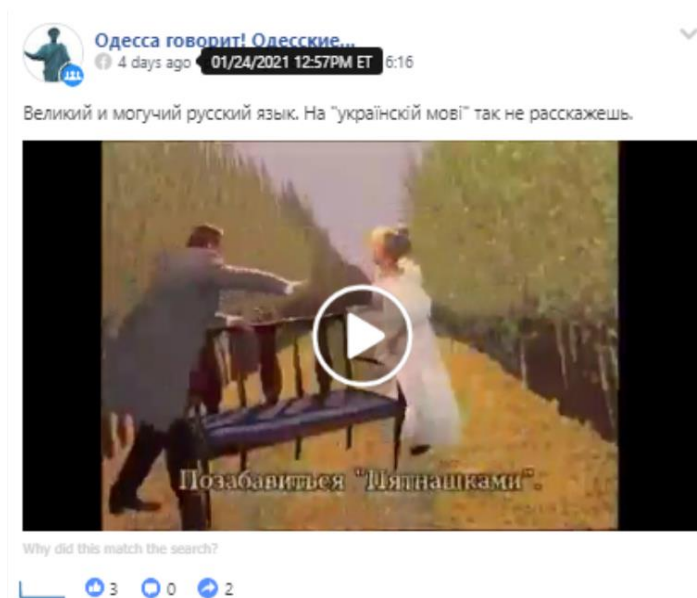 Одесса говорит! Одесские...
4 days ago 01/24/2021 12:57PM ET 6:16
Великий и могучий русский язык. На "українскій мові" так не расскажешь.
Позабавиться "Пятнашками".
Why did this match the search?
3 0 2